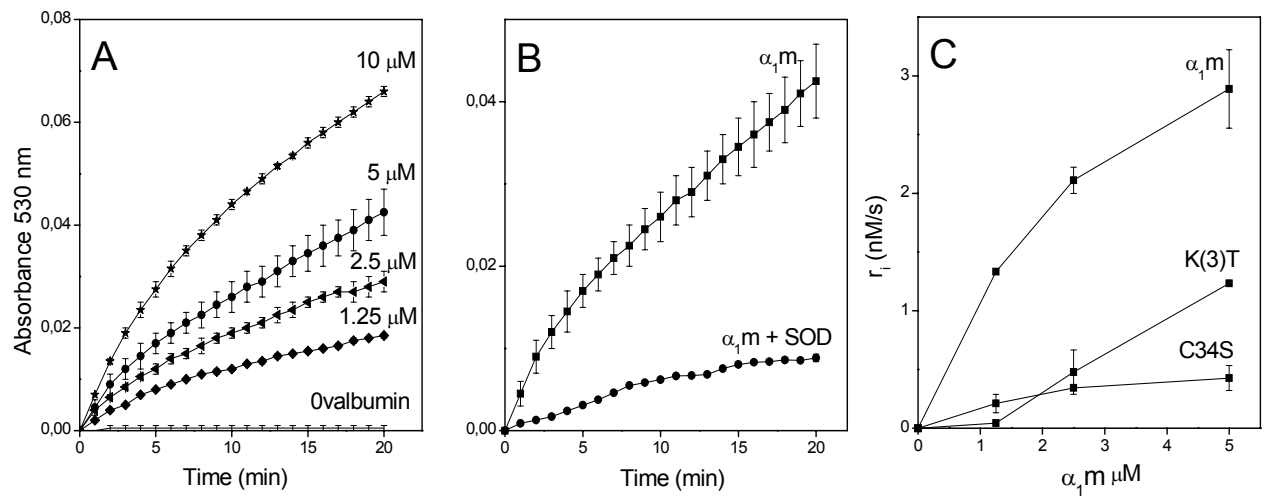 A
0,08
0,06
0,04
0,02
0,00
Absorbance 530 nm
10 μM
5 μM
2.5 μM
1.25 μM
0valbumin
0
5
10
15
20
Time (min)
B
0,04
0,02
0,00
α₁m
α₁m + SOD
0
5
10
15
20
Time (min)
C
3
2
1
0
rᵢ (nM/s)
α₁m
K(3)T
C34S
0
1
2
3
4
5
α₁m μM